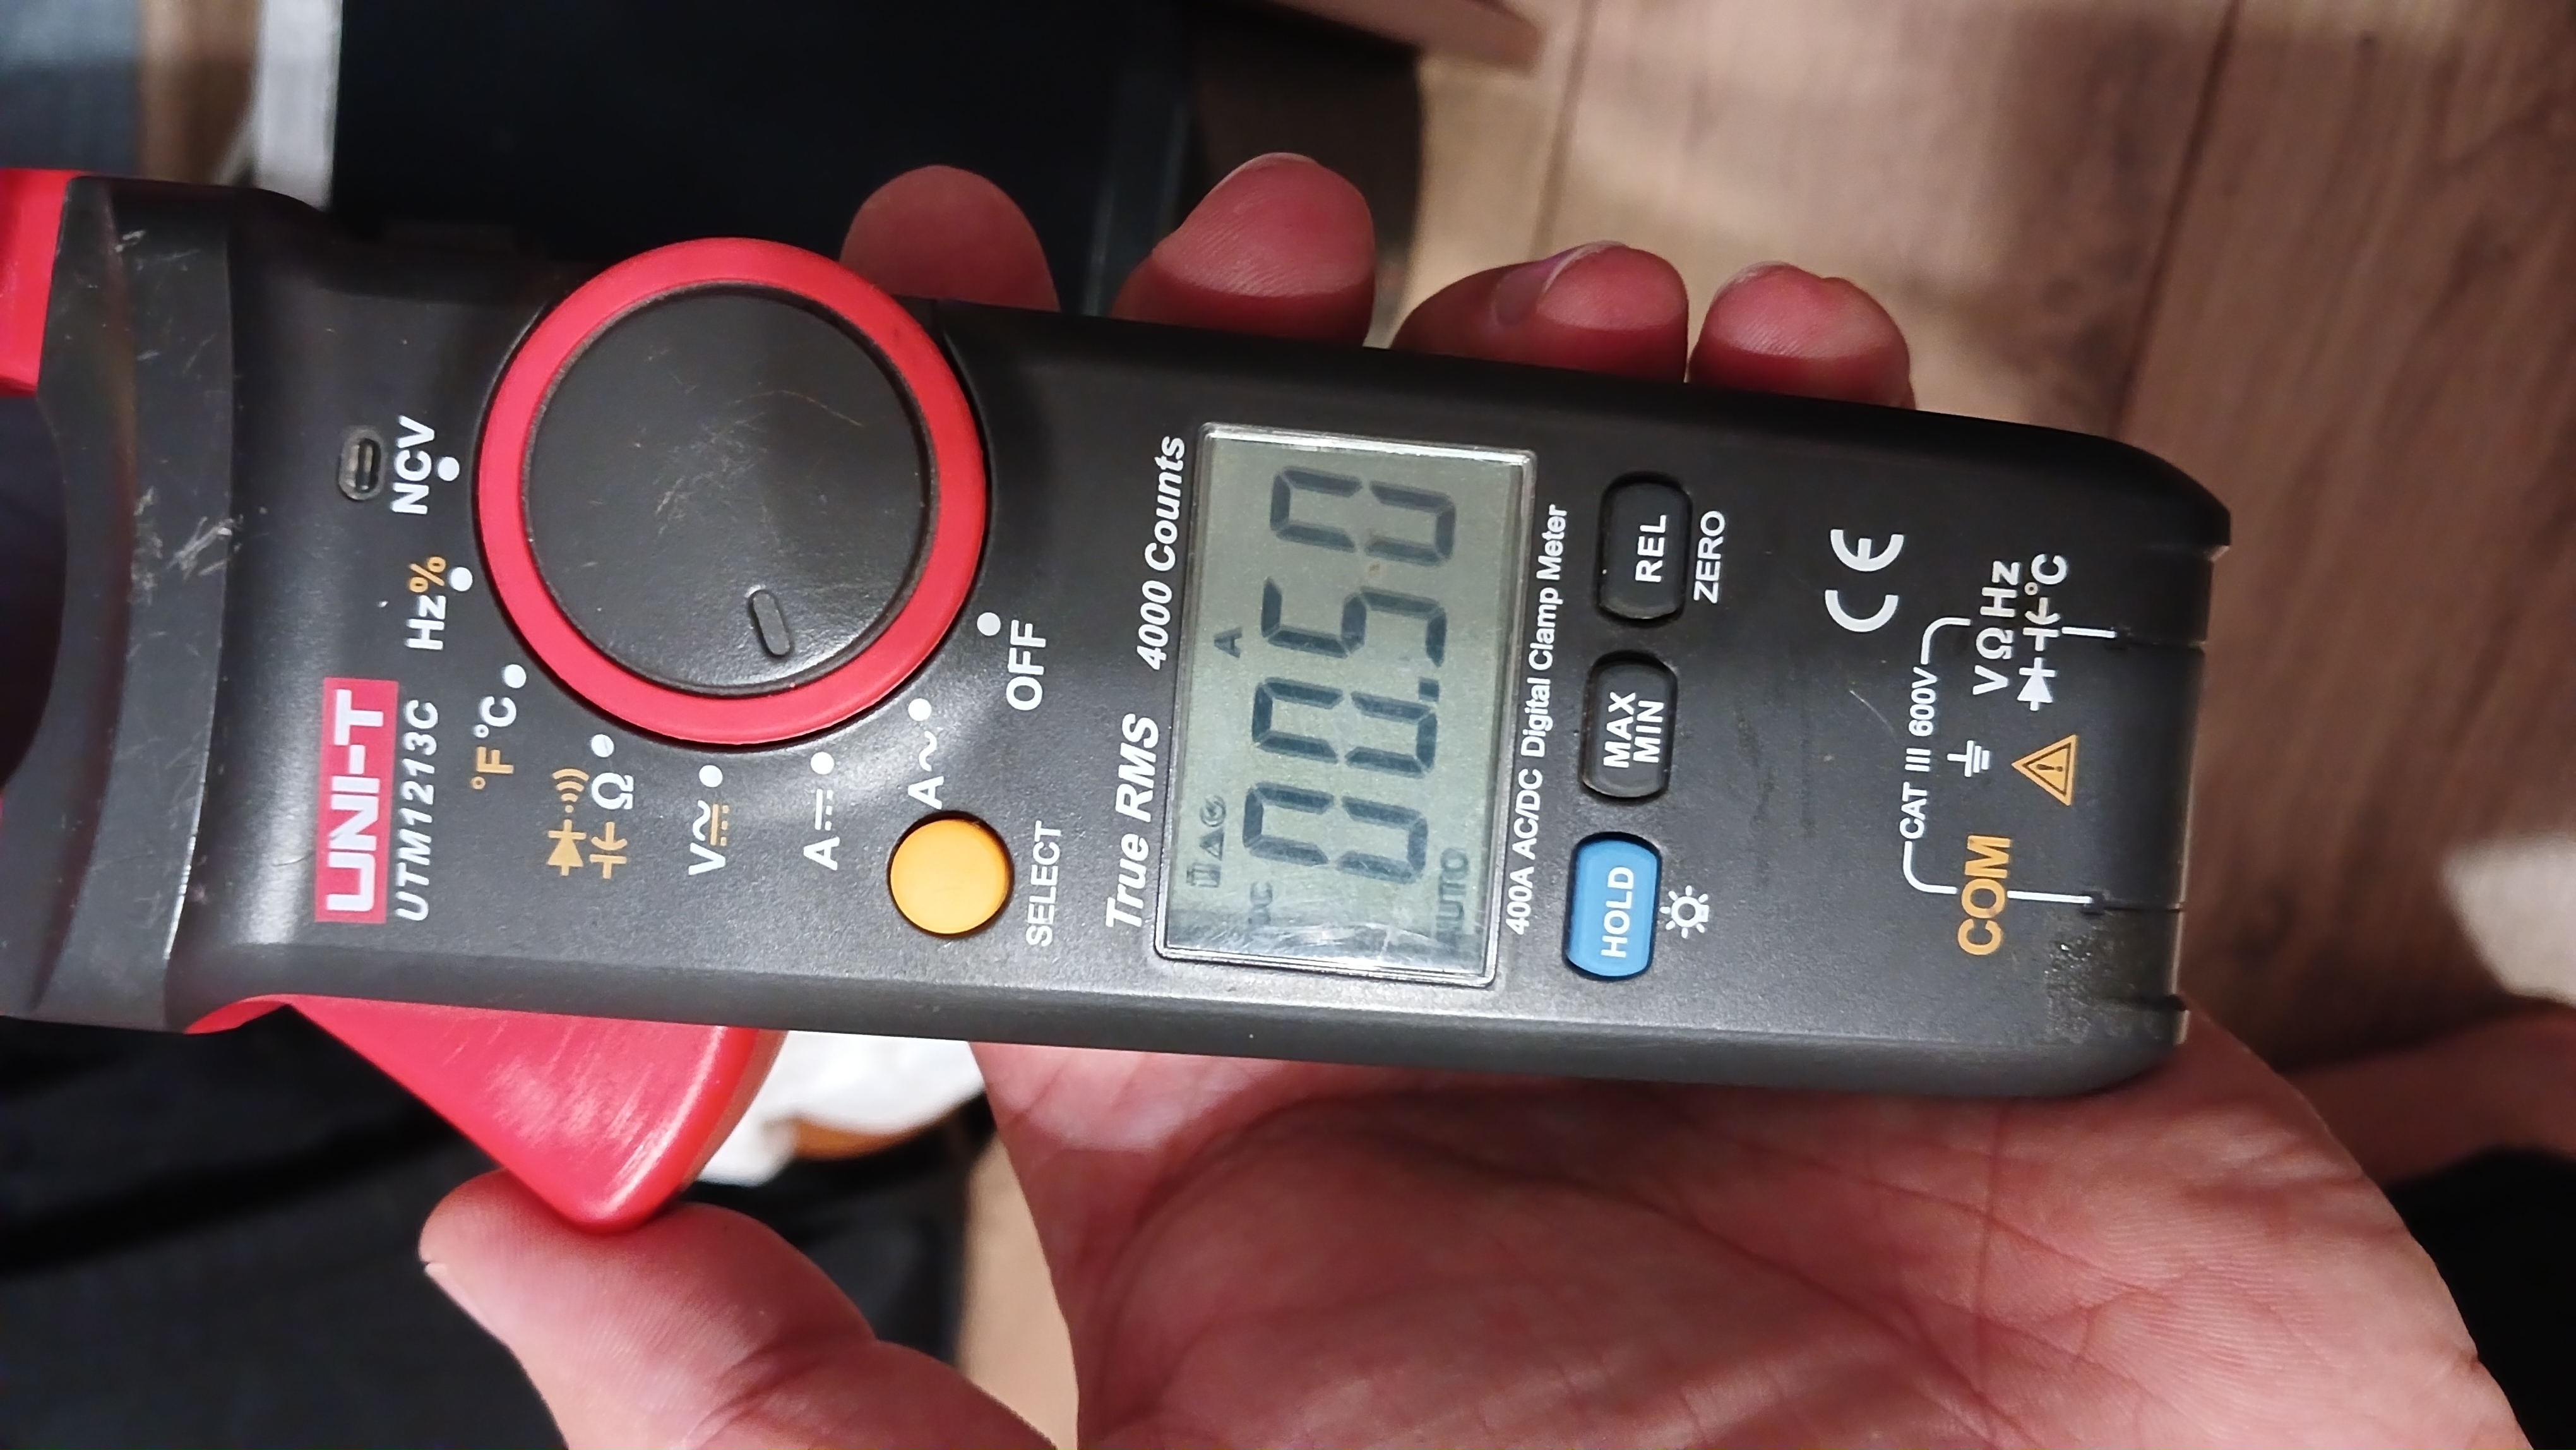 UNI-T
UTM1213C
Hz%
NCV
°F °C
Ω
V
A
A~
OFF
SELECT
True RMS 4000 Counts
A
DC
00.50
AUTO
400A AC/DC Digital Clamp Meter
HOLD
MAX MIN
REL
ZERO
CE
CAT III 600V
COM
VΩHz
°C